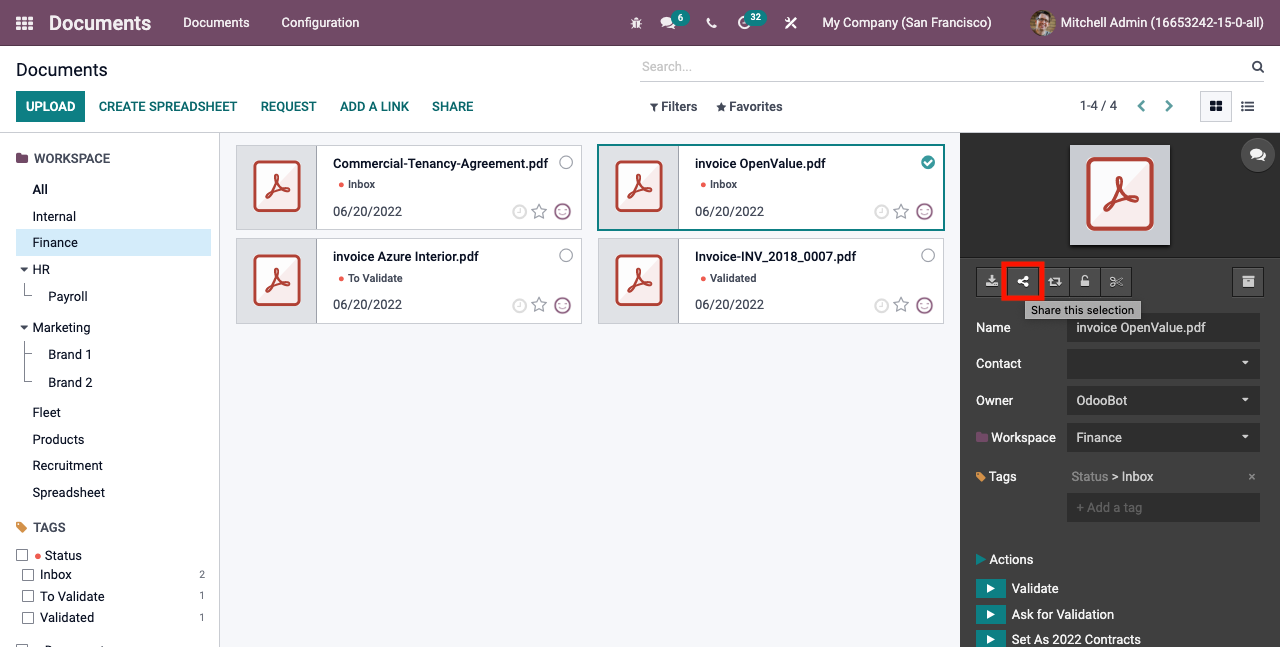 Documents Documents Configuration 6 32 My Company (San Francisco) Mitchell Admin (16653242-15-0-all)
Documents
Search...
UPLOAD CREATE SPREADSHEET REQUEST ADD A LINK SHARE
Filters Favorites
1-4 / 4
WORKSPACE
All
Internal
Finance
HR
Payroll
Marketing
Brand 1
Brand 2
Fleet
Products
Recruitment
Spreadsheet
TAGS
Status
Inbox 2
To Validate 1
Validated 1
Commercial-Tenancy-Agreement.pdf
Inbox
06/20/2022
invoice OpenValue.pdf
Inbox
06/20/2022
invoice Azure Interior.pdf
To Validate
06/20/2022
Invoice-INV_2018_0007.pdf
Validated
06/20/2022
Share this selection
Name invoice OpenValue.pdf
Contact
Owner OdooBot
Workspace Finance
Tags Status > Inbox ×
+ Add a tag
Actions
Validate
Ask for Validation
Set As 2022 Contracts